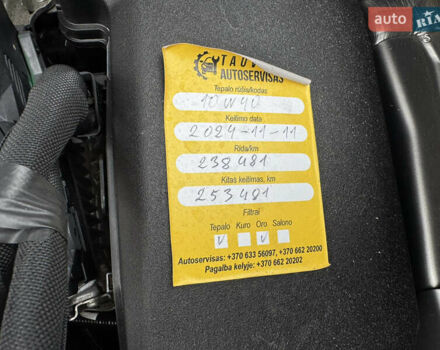 AUTO
RIA
AUTOSERVISAS
Tepalo rūšis/kodas
10W40
Keitimo data
2024-11-11
Rida/km
238481
Kitas keitimas, km
253481
Filtrai
Tepalo Kuro Oro Salono
V V
Autoservisas: +370 633 56097, +370 662 20200
Pagalba kelyje: +370 662 20202